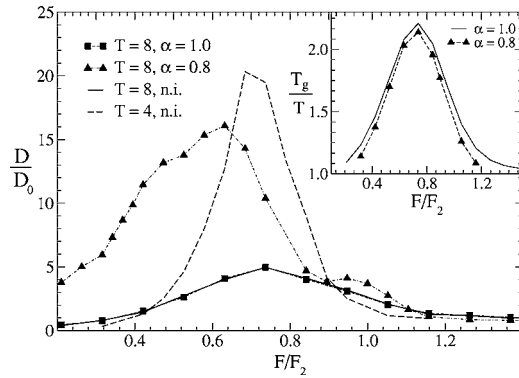 25
20
15
10
5
0
D
D0
T = 8, α = 1.0
T = 8, α = 0.8
T = 8, n.i.
T = 4, n.i.
0.4 0.6 0.8 1.0 1.2
F/F2
2.0
1.5
1.0
Tg
T
α = 1.0
α = 0.8
0.4 0.8 1.2
F/F2